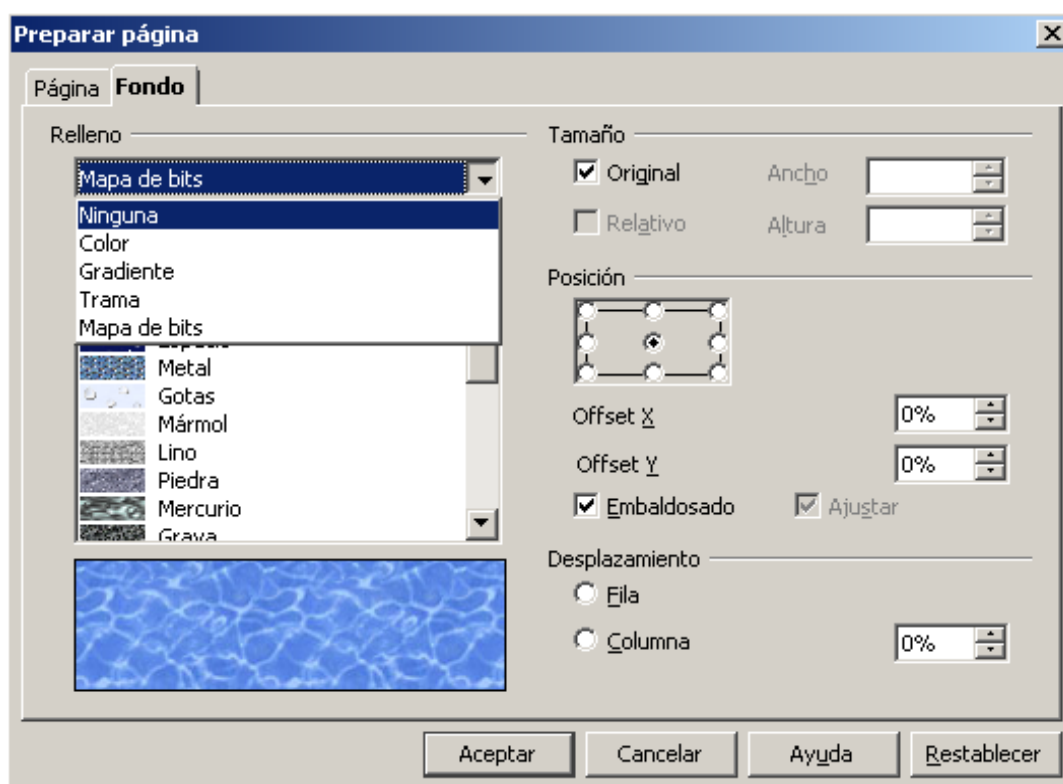 Preparar página
Página Fondo
Relleno
Mapa de bits
Ninguna
Color
Gradiente
Trama
Mapa de bits
Metal
Gotas
Mármol
Lino
Piedra
Mercurio
Grava
Tamaño
Original Ancho
Relativo Altura
Posición
Offset X 0%
Offset Y 0%
Embaldosado Ajustar
Desplazamiento
Fila
Columna 0%
Aceptar Cancelar Ayuda Restablecer